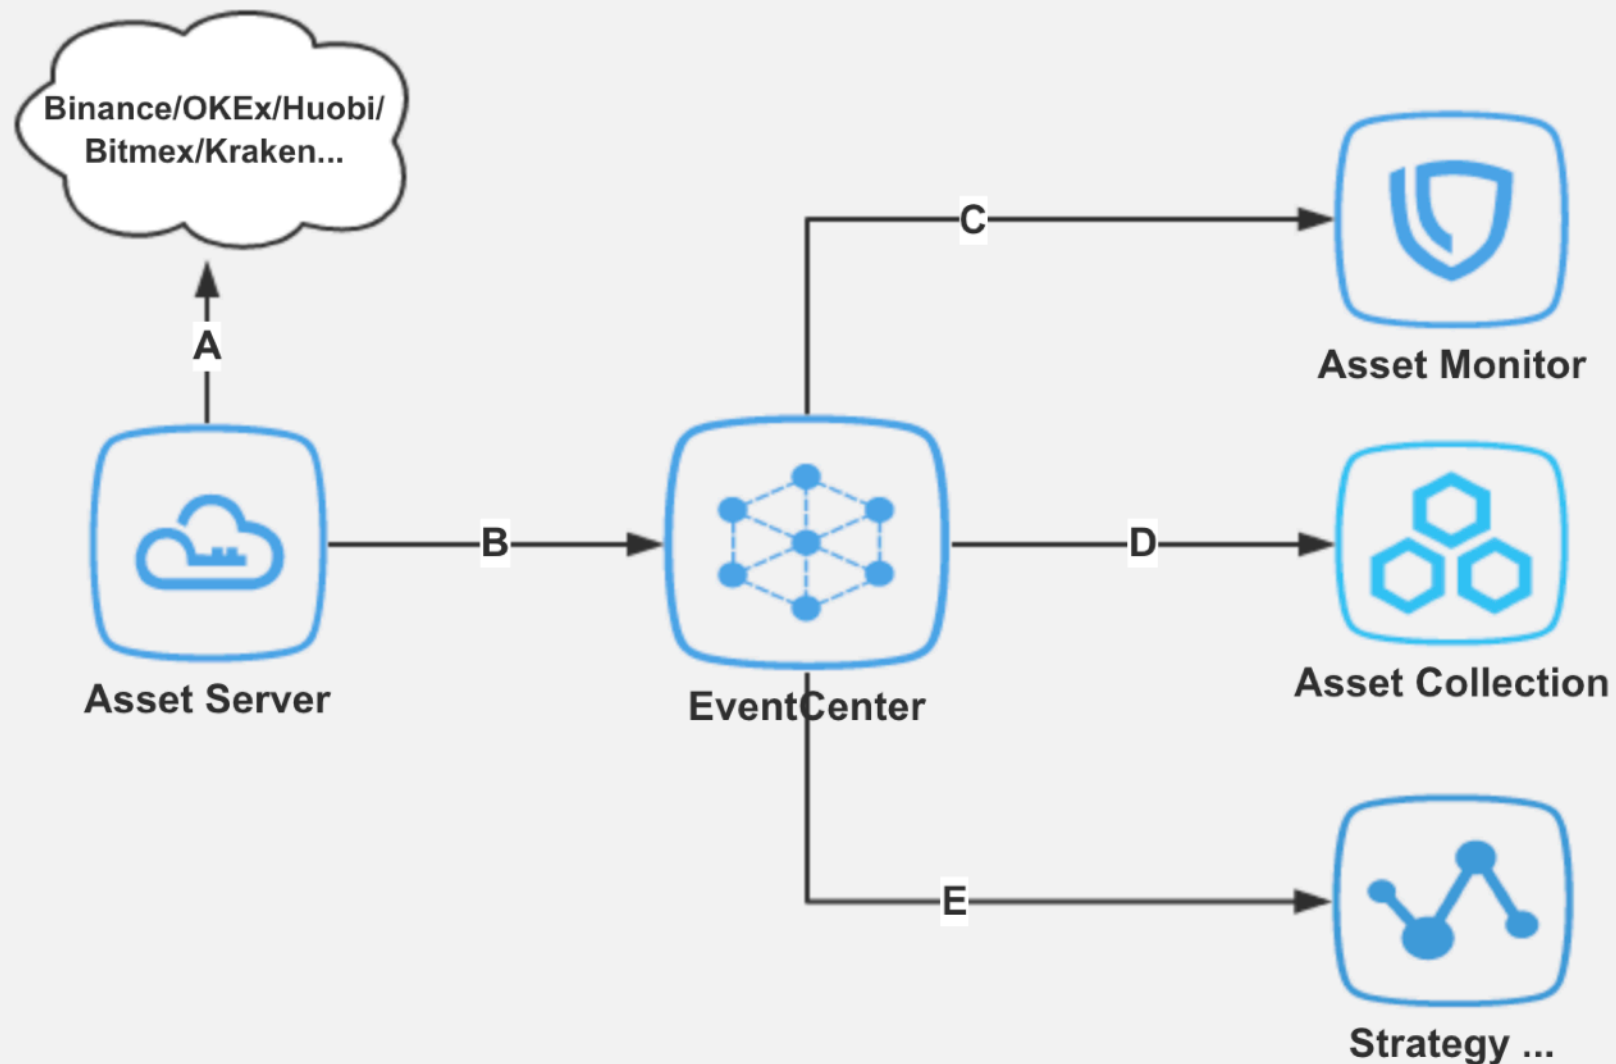 Binance/OKEx/Huobi/
Bitmex/Kraken...
C
A
Asset Monitor
B
D
Asset Server
EventCenter
Asset Collection
E
Strategy ...